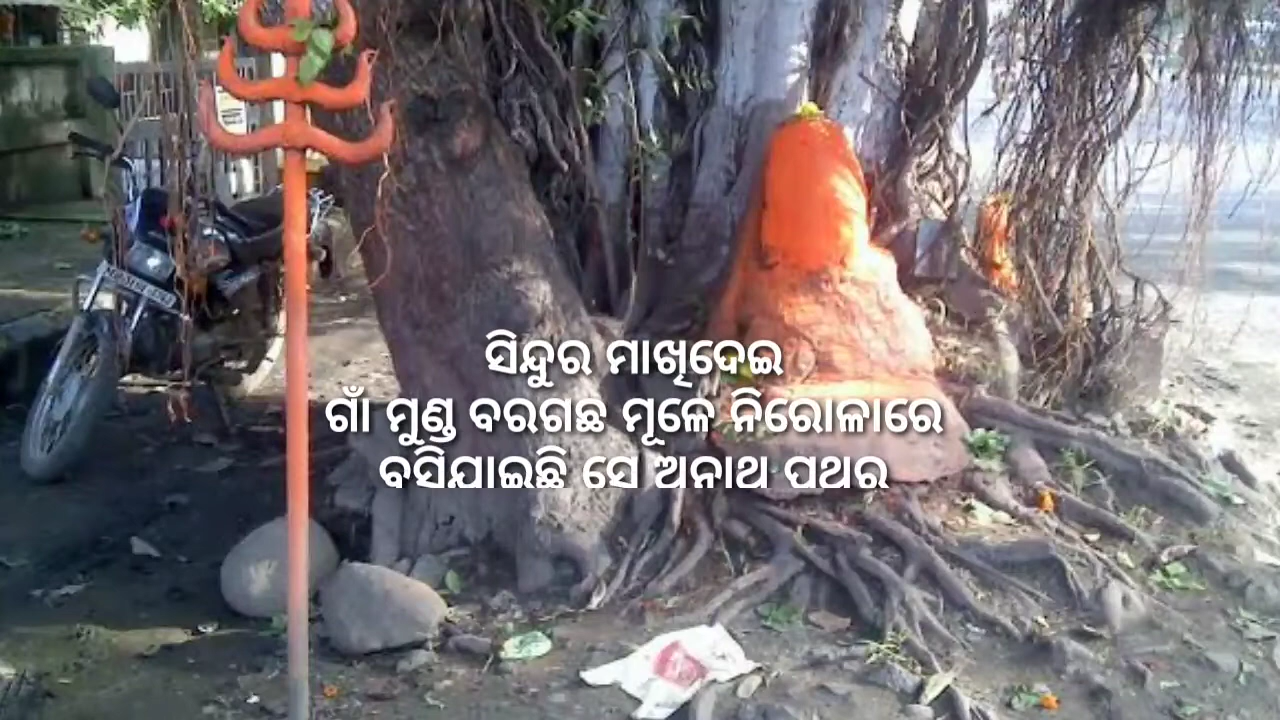 ସିନ୍ଦୁର ମାଖିଦେଇ
ଗାଁ ମୁଣ୍ଡ ବରଗଛ ମୂଳେ ନିରୋଳାରେ
ବସିଯାଇଛି ସେ ଅନାଥ ପଥର